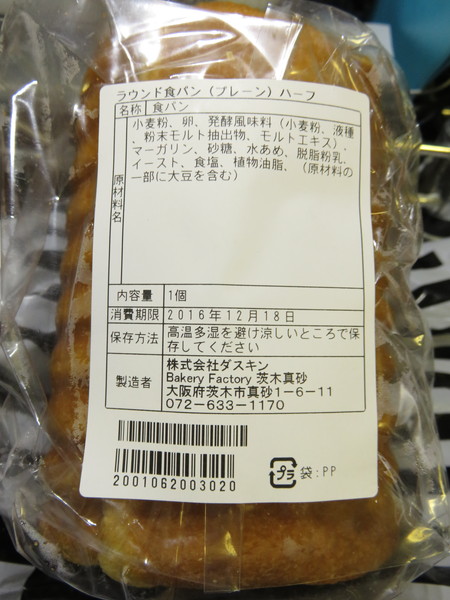 ラウンド食パン（プレーン）ハーフ
名称 食パン
原材料名 小麦粉、卵、発酵風味料（小麦粉、液種
、粉末モルト抽出物、モルトエキス）、
マーガリン、砂糖、水あめ、脱脂粉乳、
イースト、食塩、植物油脂、（原材料の
一部に大豆を含む）
内容量 1個
消費期限 2016年12月18日
保存方法 高温多湿を避け涼しいところで保
存してください
製造者 株式会社ダスキン
Bakery Factory 茨木真砂
大阪府茨木市真砂1-6-11
072-633-1170
プラ 袋:PP
2001062003020